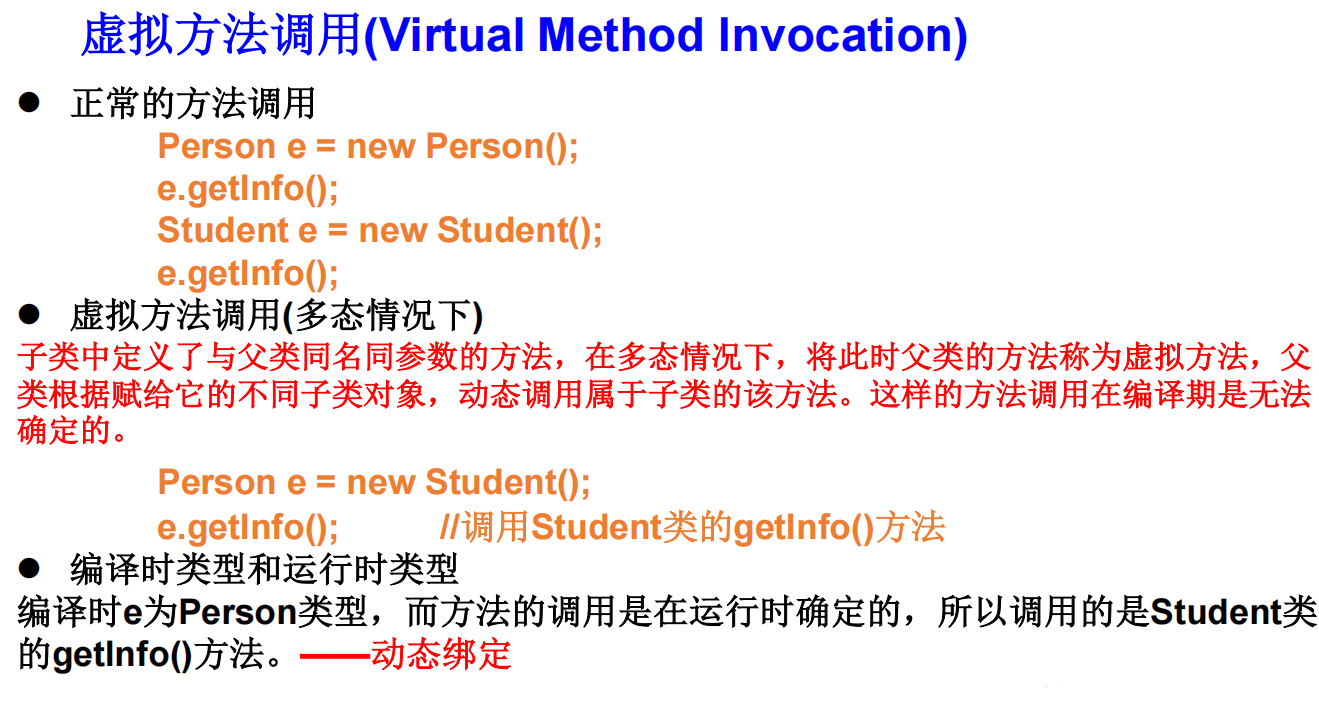 虚拟方法调用(Virtual Method Invocation)
● 正常的方法调用
Person e = new Person();
e.getInfo();
Student e = new Student();
e.getInfo();
● 虚拟方法调用(多态情况下)
子类中定义了与父类同名同参数的方法，在多态情况下，将此时父类的方法称为虚拟方法，父
类根据赋给它的不同子类对象，动态调用属于子类的该方法。这样的方法调用在编译期是无法
确定的。
Person e = new Student();
e.getInfo(); //调用Student类的getInfo()方法
● 编译时类型和运行时类型
编译时e为Person类型，而方法的调用是在运行时确定的，所以调用的是Student类
的getInfo()方法。——动态绑定